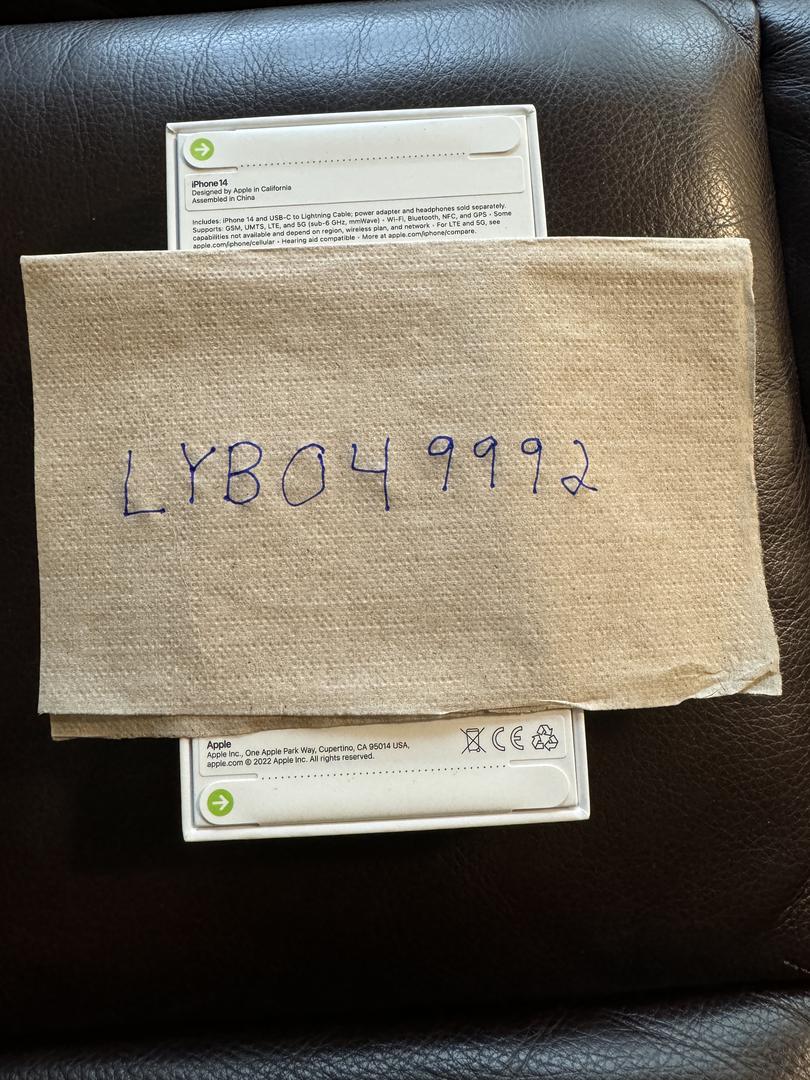 iPhone 14
Designed by Apple in California
Assembled in China
Includes: iPhone 14 and USB-C to Lightning Cable; power adapter and headphones sold separately.
Supports: GSM, UMTS, LTE, and 5G (sub-6 GHz, mmWave) • Wi-Fi, Bluetooth, NFC, and GPS • Some
capabilities not available and depend on region, wireless plan, and network • For LTE and 5G, see
apple.com/iphone/cellular • Hearing aid compatible • More at apple.com/iphone/compare.
LYB049992
Apple
Apple Inc., One Apple Park Way, Cupertino, CA 95014 USA,
apple.com © 2022 Apple Inc. All rights reserved.
CE